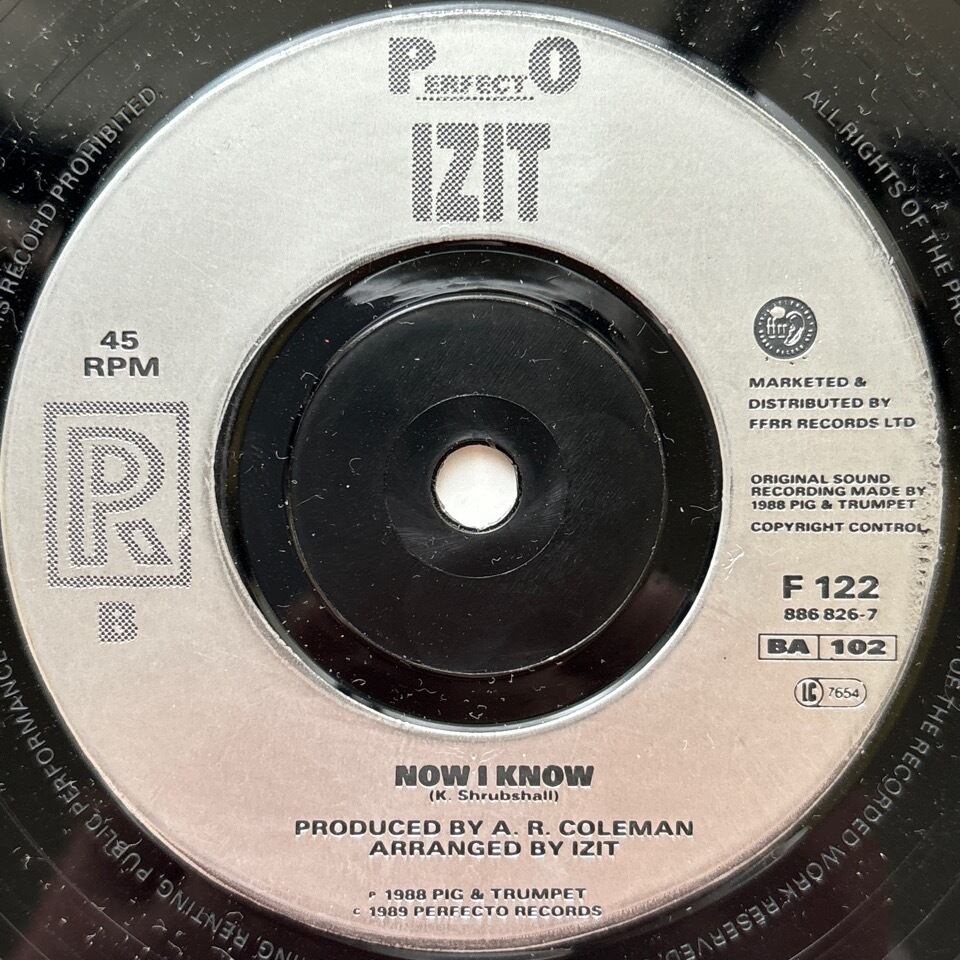 PERFECTO
IZIT
45
RPM
PR
B
ffrr
MARKETED &
DISTRIBUTED BY
FFRR RECORDS LTD
ORIGINAL SOUND
RECORDING MADE BY
1988 PIG & TRUMPET
COPYRIGHT CONTROL
F 122
886 826-7
BA 102
LC 7654
NOW I KNOW
(K. Shrubshall)
PRODUCED BY A. R. COLEMAN
ARRANGED BY IZIT
P 1988 PIG & TRUMPET
C 1989 PERFECTO RECORDS
ALL RIGHTS OF THE
OF THE RECORDED WORK RESERVED
RENTING, PUBLIC PERFORMANCE
RECORD PROHIBITED.